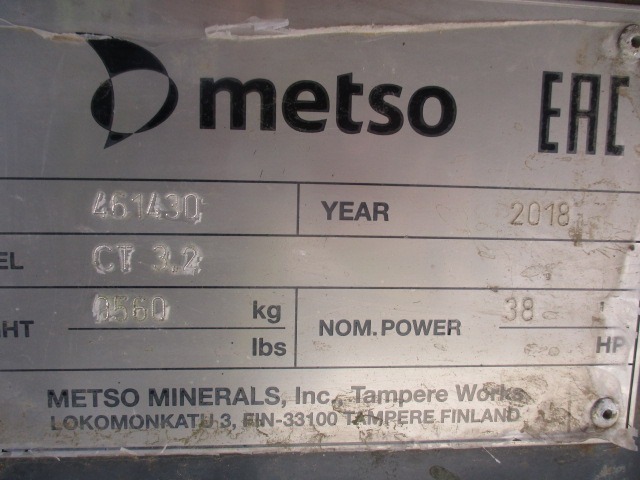 metso EAC
461430 YEAR 2018
EL CT 3.2
GHT kg NOM.POWER 38
lbs HP
METSO MINERALS, Inc., Tampere Works
LOKOMONKATU 3, FIN-33100 TAMPERE FINLAND